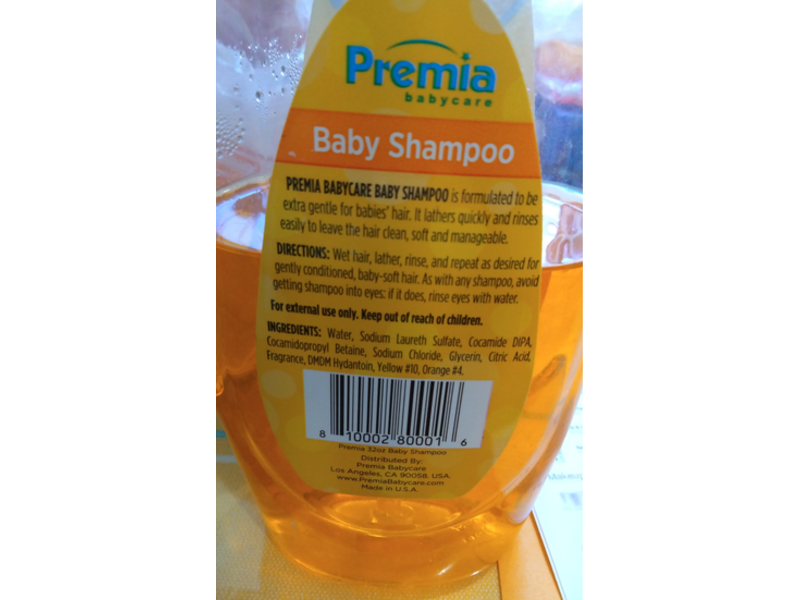 Premia
babycare
Baby Shampoo
PREMIA BABYCARE BABY SHAMPOO is formulated to be
extra gentle for babies' hair. It lathers quickly and rinses
easily to leave the hair clean, soft and manageable.
DIRECTIONS: Wet hair, lather, rinse, and repeat as desired for
gently conditioned, baby-soft hair. As with any shampoo, avoid
getting shampoo into eyes: if it does, rinse eyes with water.
For external use only. Keep out of reach of children.
INGREDIENTS: Water, Sodium Laureth Sulfate, Cocamide DIPA,
Cocamidopropyl Betaine, Sodium Chloride, Glycerin, Citric Acid,
Fragrance, DMDM Hydantoin, Yellow #10, Orange #4.
8 10002 80001 6
Premia 32oz Baby Shampoo
Distributed By:
Premia Babycare
Los Angeles, CA 90058. USA.
www.PremiaBabycare.com
Made in U.S.A.